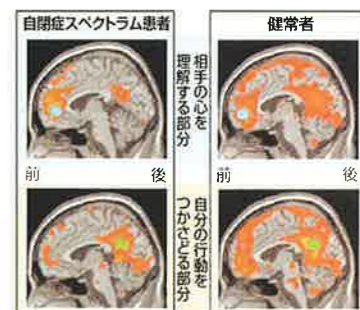 自閉症スペクトラム患者
健常者
相手の心を
理解する部分
前 後
前 後
自分の行動を
つかさどる部分